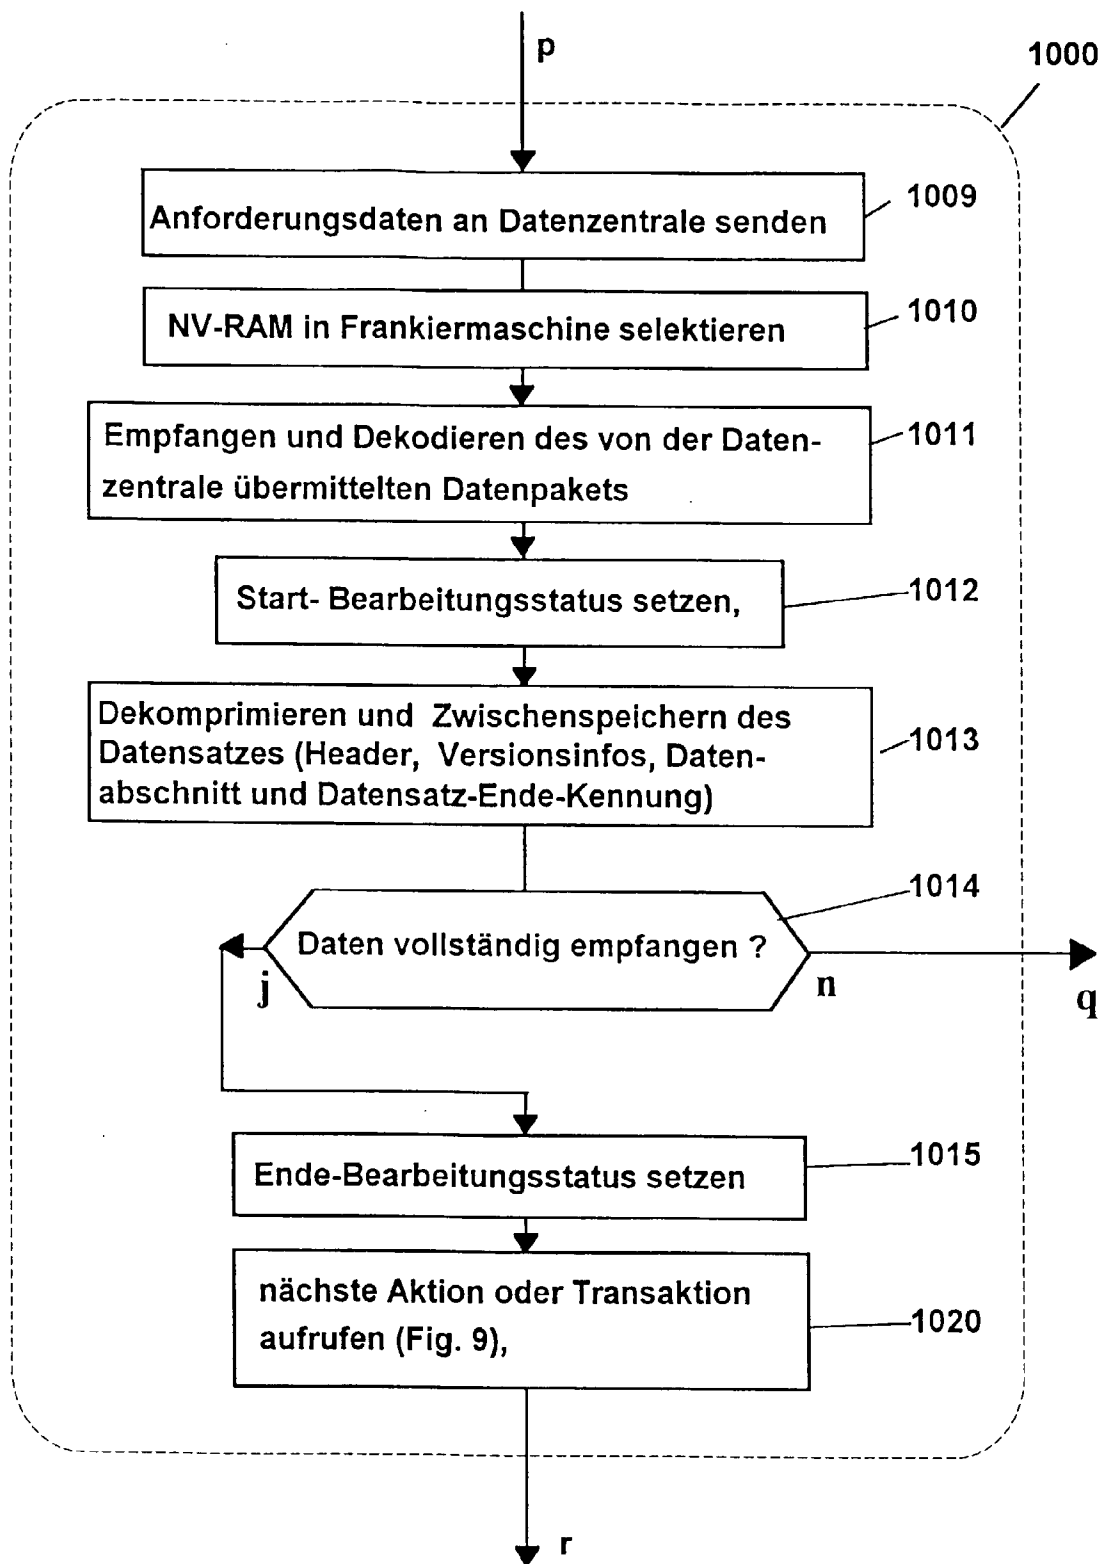 p
1000
Anforderungsdaten an Datenzentrale senden
1009
NV-RAM in Frankiermaschine selektieren
1010
Empfangen und Dekodieren des von der Daten-
zentrale übermittelten Datenpakets
1011
Start- Bearbeitungsstatus setzen,
1012
Dekomprimieren und Zwischenspeichern des
Datensatzes (Header, Versionsinfos, Daten-
abschnitt und Datensatz-Ende-Kennung)
1013
1014
Daten vollständig empfangen ?
j
n
q
Ende-Bearbeitungsstatus setzen
1015
nächste Aktion oder Transaktion
aufrufen (Fig. 9),
1020
r